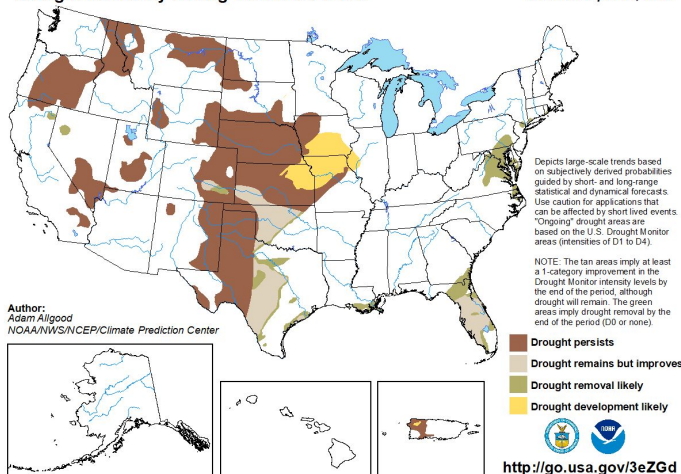 Depicts large-scale trends based
on subjectively derived probabilities
guided by short- and long-range
statistical and dynamical forecasts.
Use caution for applications that
can be affected by short lived events.
"Ongoing" drought areas are
based on the U.S. Drought Monitor
areas (intensities of D1 to D4).
NOTE: The tan areas imply at least
a 1-category improvement in the
Drought Monitor intensity levels by
the end of the period, although
drought will remain. The green
areas imply drought removal by the
end of the period (D0 or none).
Author:
Adam Allgood
NOAA/NWS/NCEP/Climate Prediction Center
Drought persists
Drought remains but improves
Drought removal likely
Drought development likely
NOAA
http://go.usa.gov/3eZGd